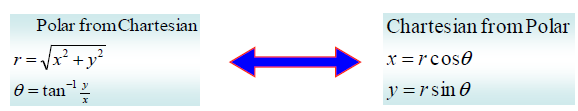 Polar from Chartesian
r = √(x² + y²)
θ = tan⁻¹ y/x
Chartesian from Polar
x = r cos θ
y = r sin θ